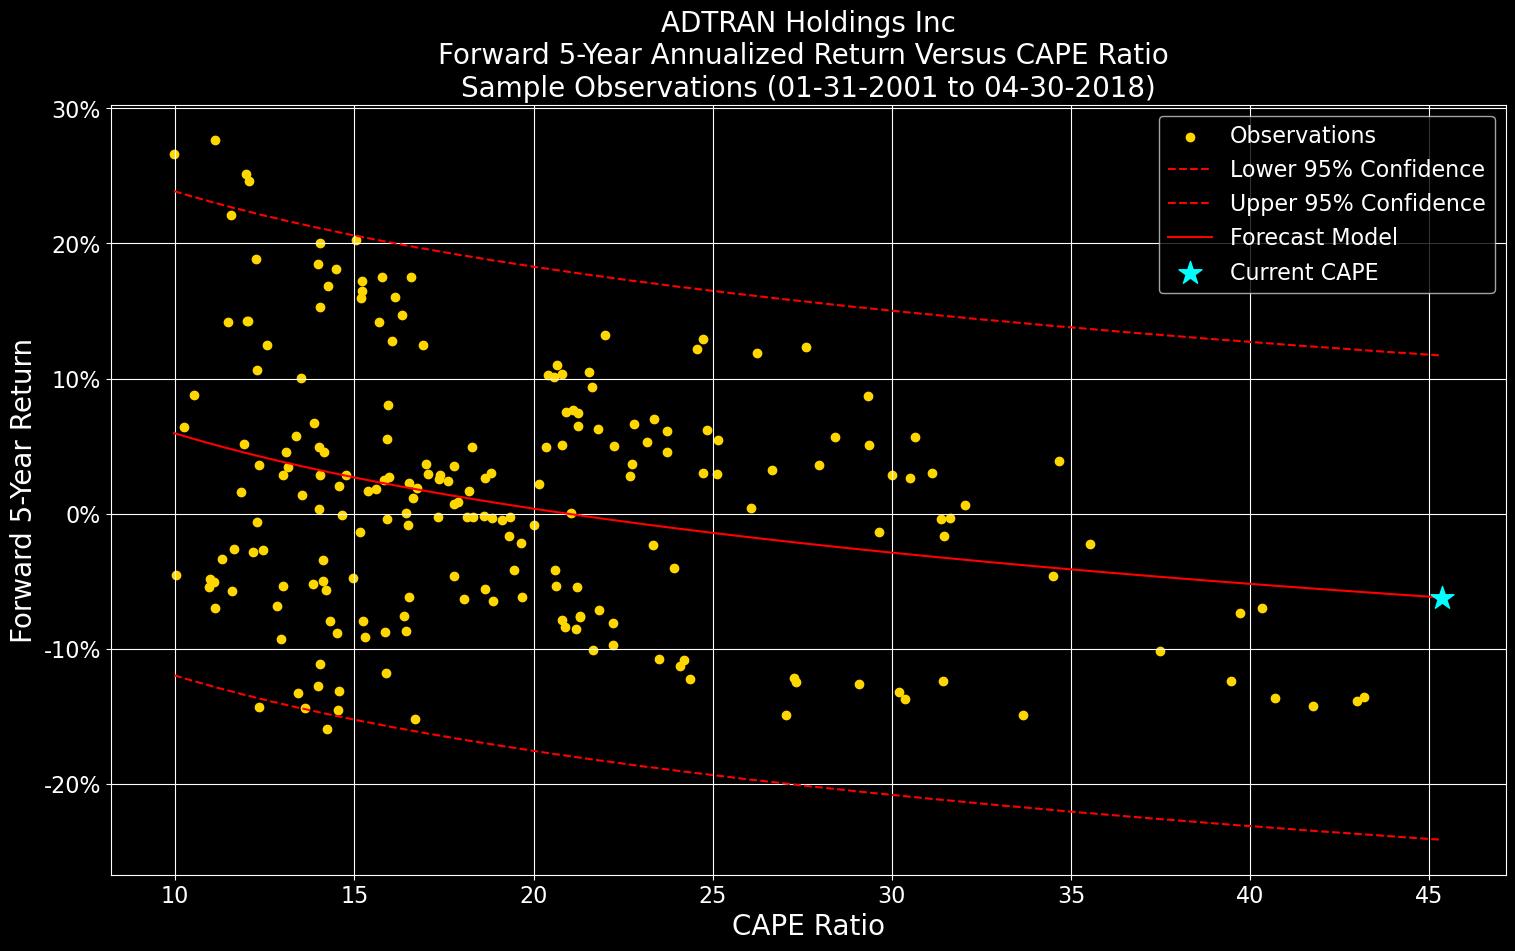 ADTRAN Holdings Inc
Forward 5-Year Annualized Return Versus CAPE Ratio
Sample Observations (01-31-2001 to 04-30-2018)
Forward 5-Year Return
30%
20%
10%
0%
-10%
-20%
Observations
Lower 95% Confidence
Upper 95% Confidence
Forecast Model
Current CAPE
10 15 20 25 30 35 40 45
CAPE Ratio